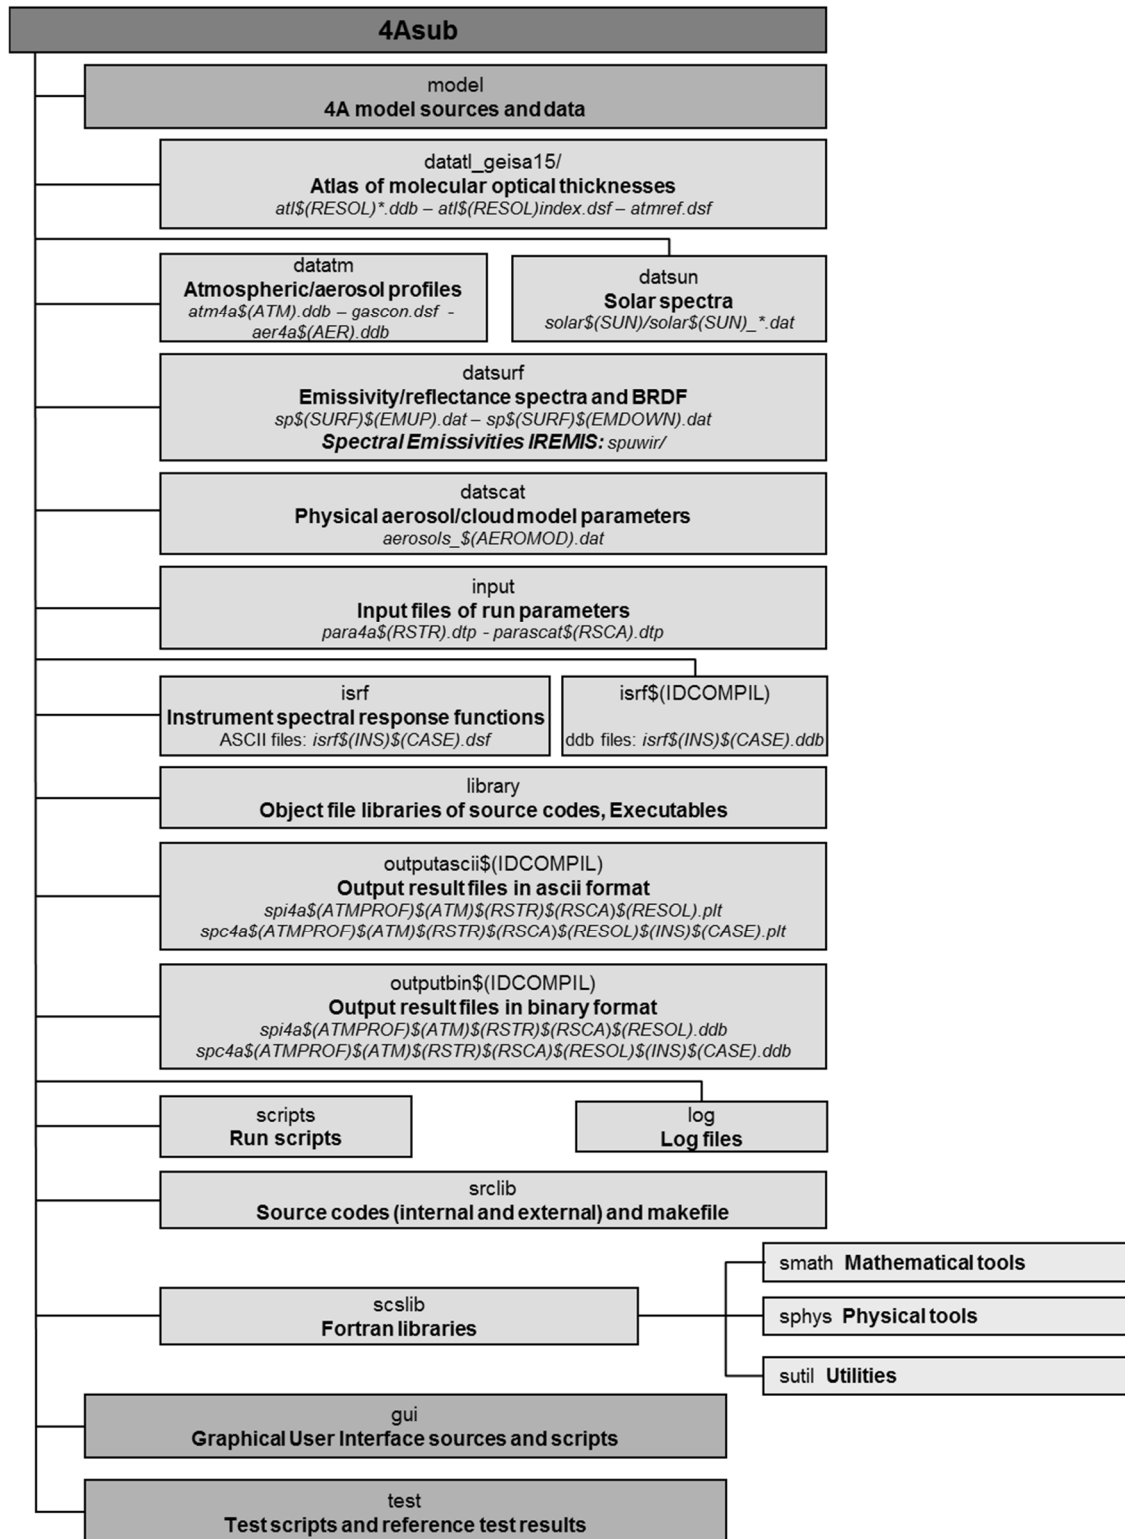 4Asub
model
4A model sources and data
datatl_geisa15/
Atlas of molecular optical thicknesses
atl$(RESOL)*.ddb – atl$(RESOL)index.dsf – atmref.dsf
datatm
Atmospheric/aerosol profiles
atm4a$(ATM).ddb – gascon.dsf -
aer4a$(AER).ddb
datsun
Solar spectra
solar$(SUN)/solar$(SUN)_*.dat
datsurf
Emissivity/reflectance spectra and BRDF
sp$(SURF)$(EMUP).dat – sp$(SURF)$(EMDOWN).dat
Spectral Emissivities IREMIS: spuwir/
datscat
Physical aerosol/cloud model parameters
aerosols_$(AEROMOD).dat
input
Input files of run parameters
para4a$(RSTR).dtp - parascat$(RSCA).dtp
isrf
Instrument spectral response functions
ASCII files: isrf$(INS)$(CASE).dsf
isrf$(IDCOMPIL)
ddb files: isrf$(INS)$(CASE).ddb
library
Object file libraries of source codes, Executables
outputascii$(IDCOMPIL)
Output result files in ascii format
spi4a$(ATMPROF)$(ATM)$(RSTR)$(RSCA)$(RESOL).plt
spc4a$(ATMPROF)$(ATM)$(RSTR)$(RSCA)$(RESOL)$(INS)$(CASE).plt
outputbin$(IDCOMPIL)
Output result files in binary format
spi4a$(ATMPROF)$(ATM)$(RSTR)$(RSCA)$(RESOL).ddb
spc4a$(ATMPROF)$(ATM)$(RSTR)$(RSCA)$(RESOL)$(INS)$(CASE).ddb
scripts
Run scripts
log
Log files
srclib
Source codes (internal and external) and makefile
scslib
Fortran libraries
smath Mathematical tools
sphys Physical tools
sutil Utilities
gui
Graphical User Interface sources and scripts
test
Test scripts and reference test results